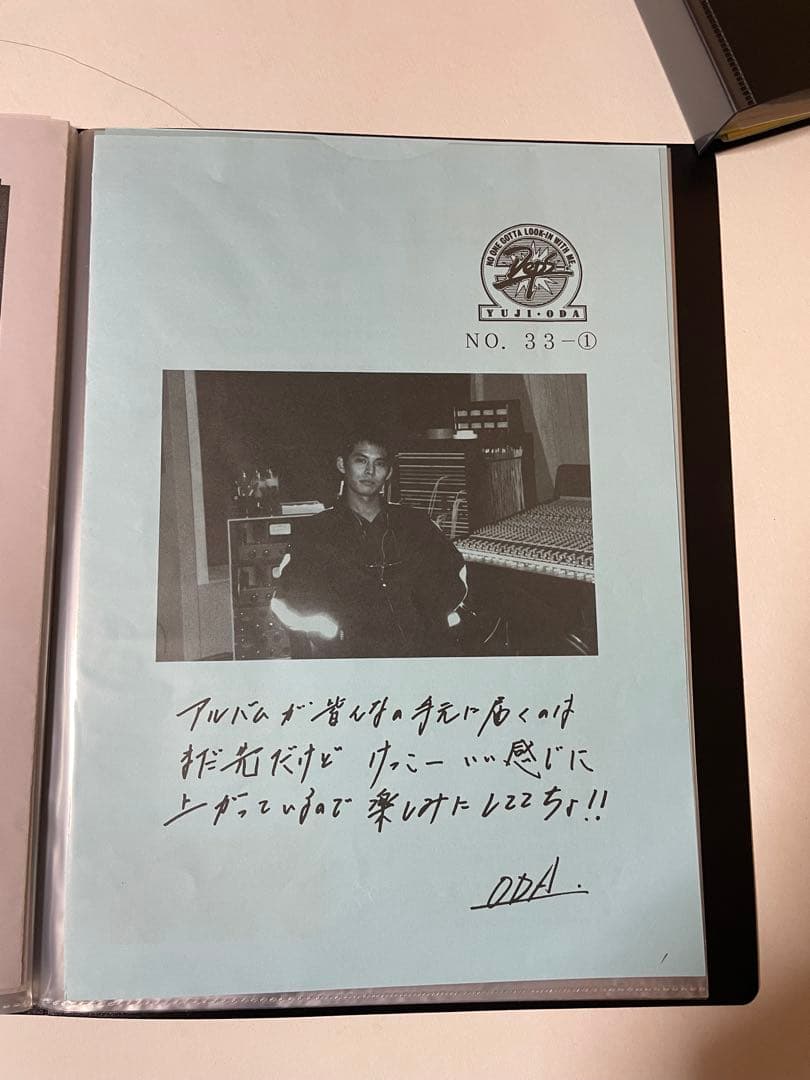 NO ONE GOTTA LOOK-IN WITH ME
YUJI・ODA
NO. 33-①
アルバムが皆んなの手元に届くのは
まだ先だけど けっこー いい感じに
上がっているので 楽しみにしててちょ!!
ODA.